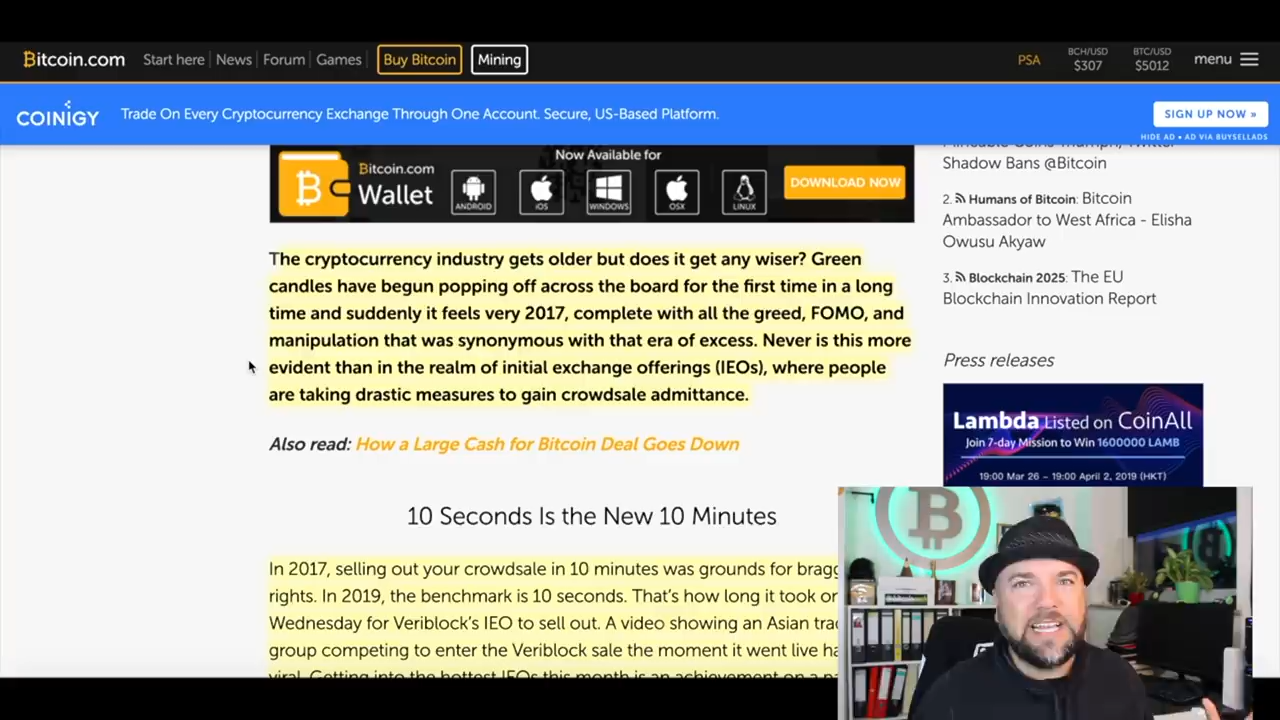 Bitcoin.com Start here News Forum Games Buy Bitcoin Mining PSA BCH/USD $307 BTC/USD $5012 menu
COINIGY Trade On Every Cryptocurrency Exchange Through One Account. Secure, US-Based Platform. SIGN UP NOW »
HIDE AD • AD VIA BUYSELLADS
Bitcoin.com Wallet
Now Available for
ANDROID iOS WINDOWS OSX LINUX
DOWNLOAD NOW
The cryptocurrency industry gets older but does it get any wiser? Green
candles have begun popping off across the board for the first time in a long
time and suddenly it feels very 2017, complete with all the greed, FOMO, and
manipulation that was synonymous with that era of excess. Never is this more
evident than in the realm of initial exchange offerings (IEOs), where people
are taking drastic measures to gain crowdsale admittance.
Also read: How a Large Cash for Bitcoin Deal Goes Down
10 Seconds Is the New 10 Minutes
In 2017, selling out your crowdsale in 10 minutes was grounds for
rights. In 2019, the benchmark is 10 seconds. That's how long it took
Wednesday for Veriblock's IEO to sell out. A video showing an Asian
group competing to enter the Veriblock sale the moment it went live
viral. Getting into the hottest IEOs this month is an achievement on a
Shadow Bans @Bitcoin
2. Humans of Bitcoin: Bitcoin
Ambassador to West Africa - Elisha
Owusu Akyaw
3. Blockchain 2025: The EU
Blockchain Innovation Report
Press releases
Lambda Listed on CoinAll
Join 7-day Mission to Win 1600000 LAMB
19:00 Mar 26 – 19:00 April 2, 2019 (HKT)